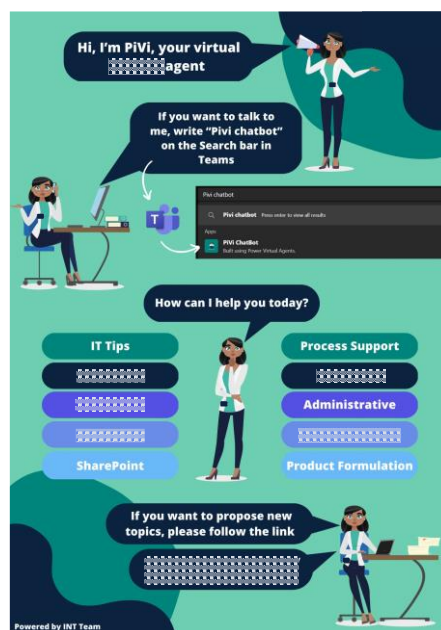 Hi, I'm PiVi, your virtual
agent
If you want to talk to
me, write "Pivi chatbot"
on the Search bar in
Teams
T
Pivi chatbot
Pivi chatbot Press enter to view all results
Apps
PiVi ChatBot
Built using Power Virtual Agents.
How can I help you today?
IT Tips
Process Support
Administrative
SharePoint
Product Formulation
If you want to propose new
topics, please follow the link
Powered by INT Team